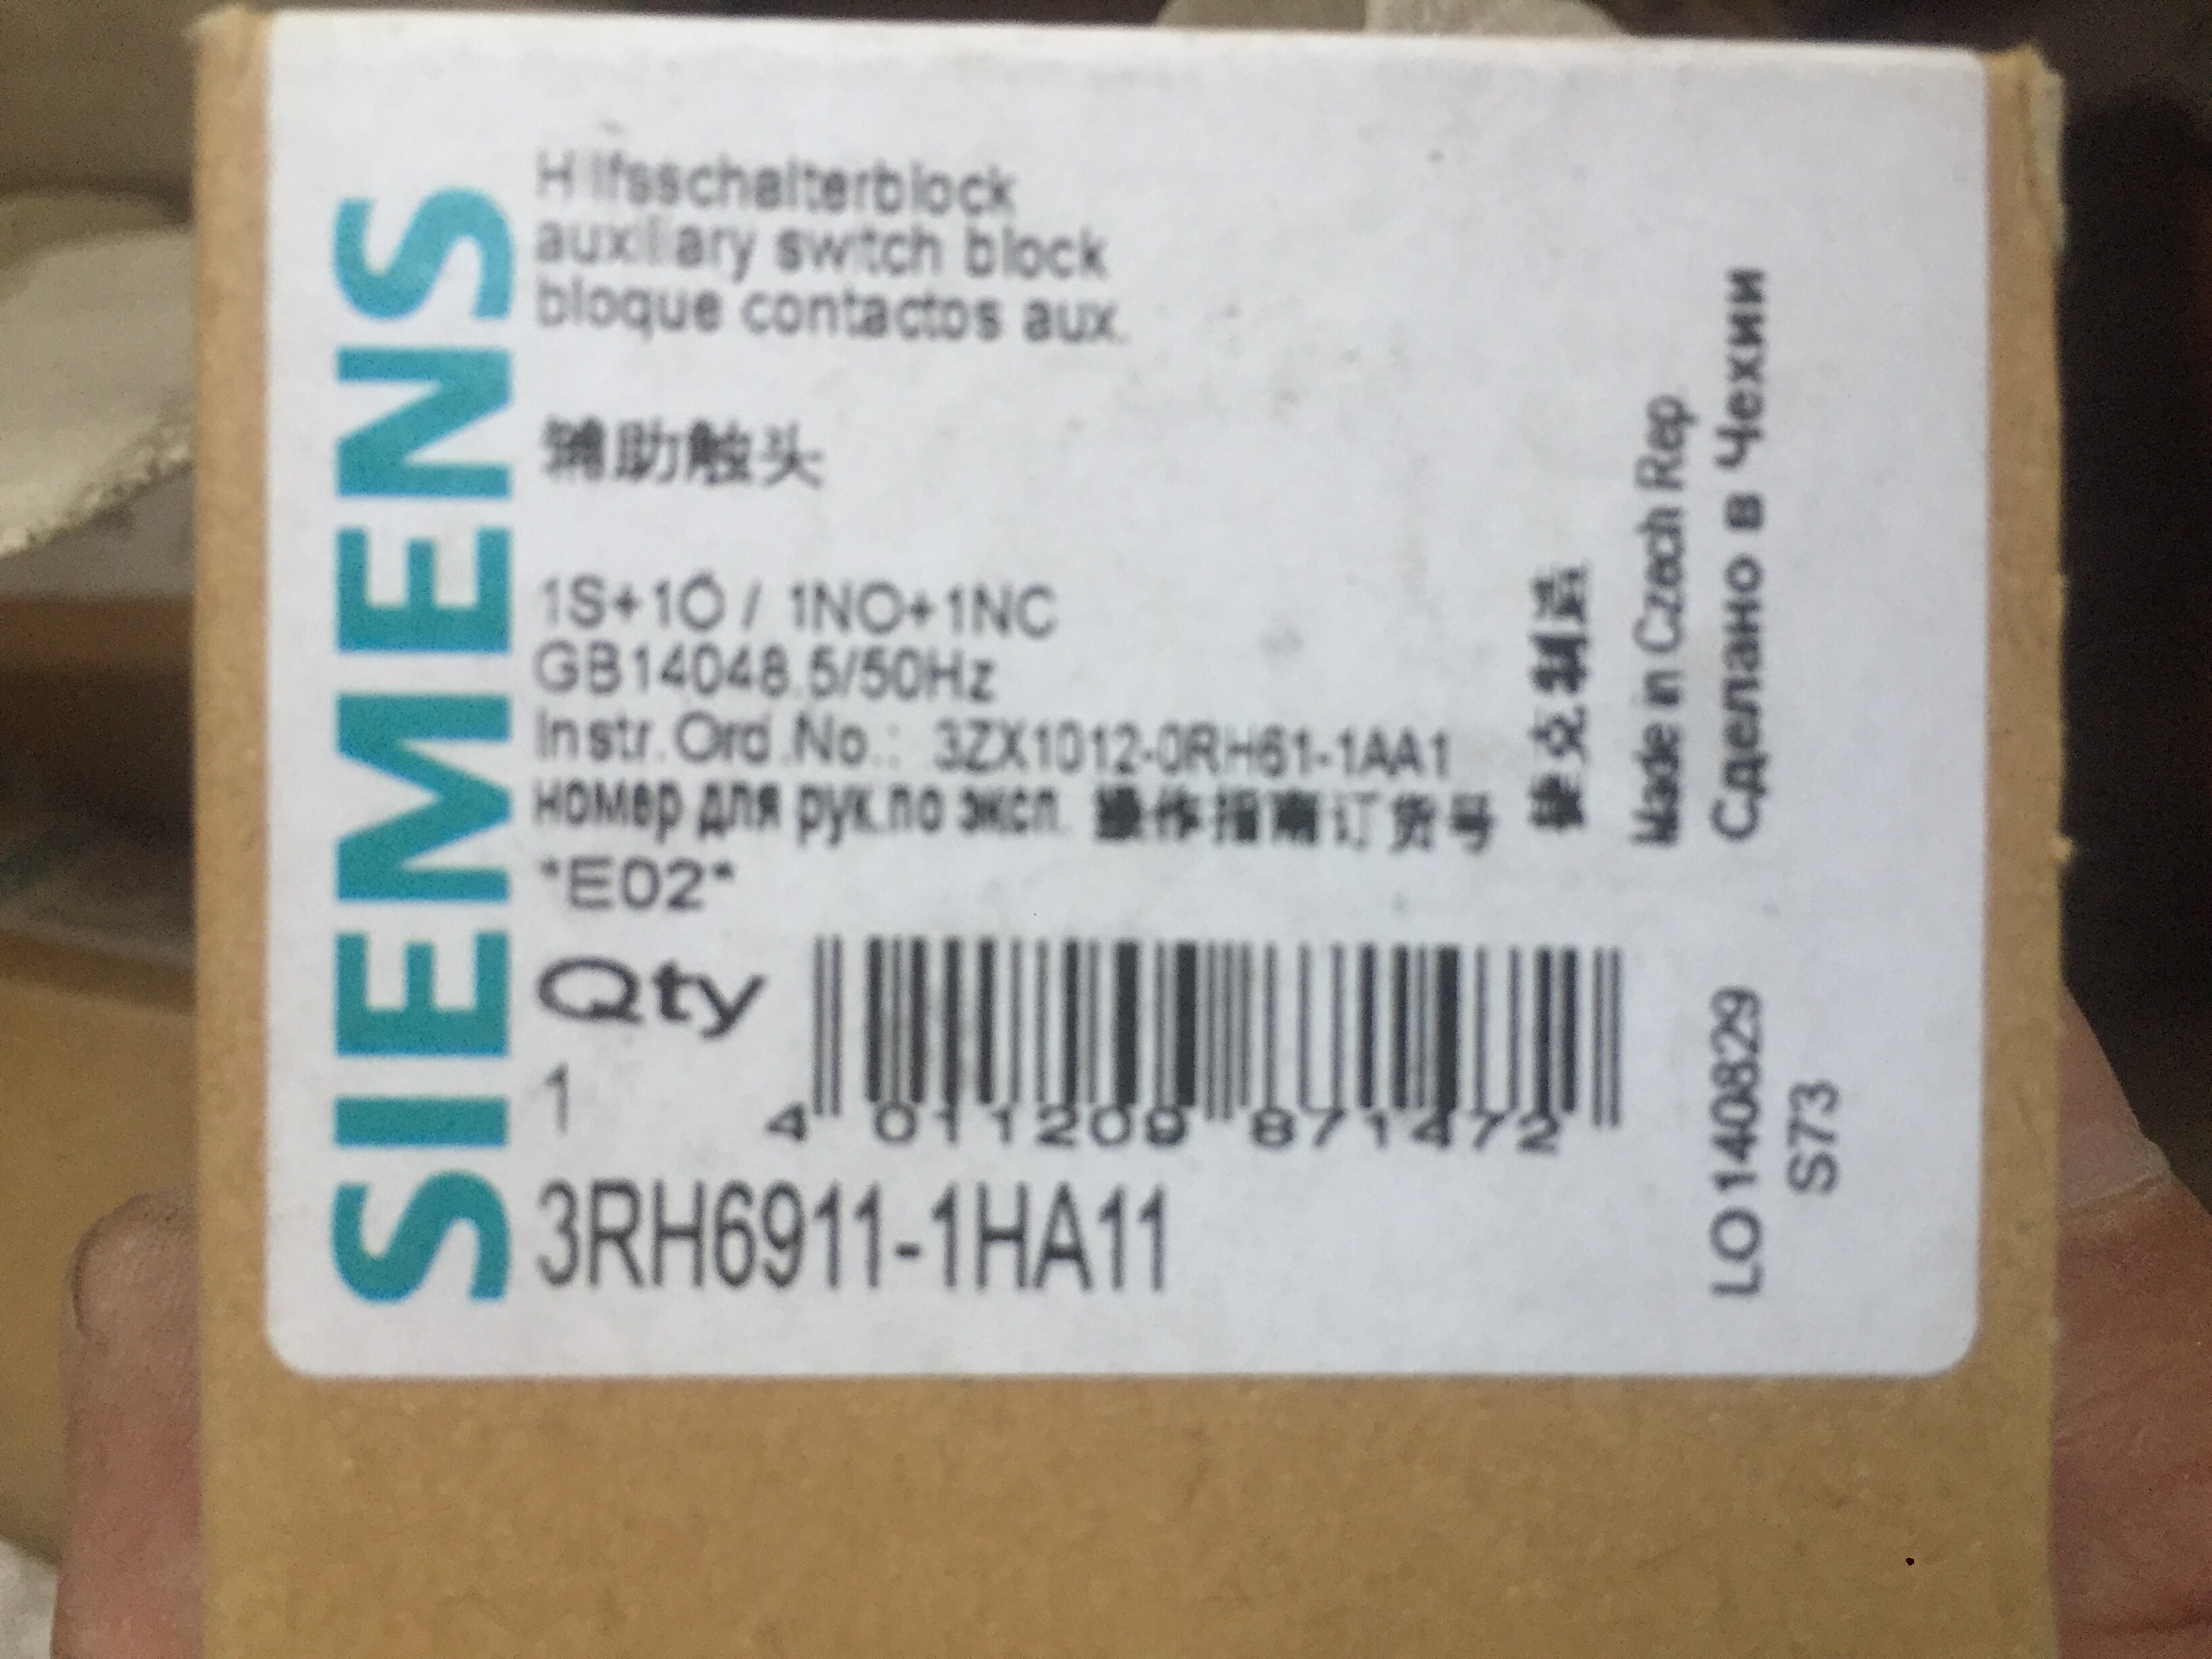 SIEMENS
Hilfsschalterblock
auxiliary switch block
bloque contactos aux.
辅助触头
1S+1Ö / 1NO+1NC
GB14048.5/50Hz
Instr.Ord.No.: 3ZX1012-0RH61-1AA1
номер для рук.по эксп. 操作指南订货号
*E02*
Qty
1
4 011209 871472
3RH6911-1HA11
捷克制造
Made in Czech Rep.
Сделано в Чехии
LO 140829
S73